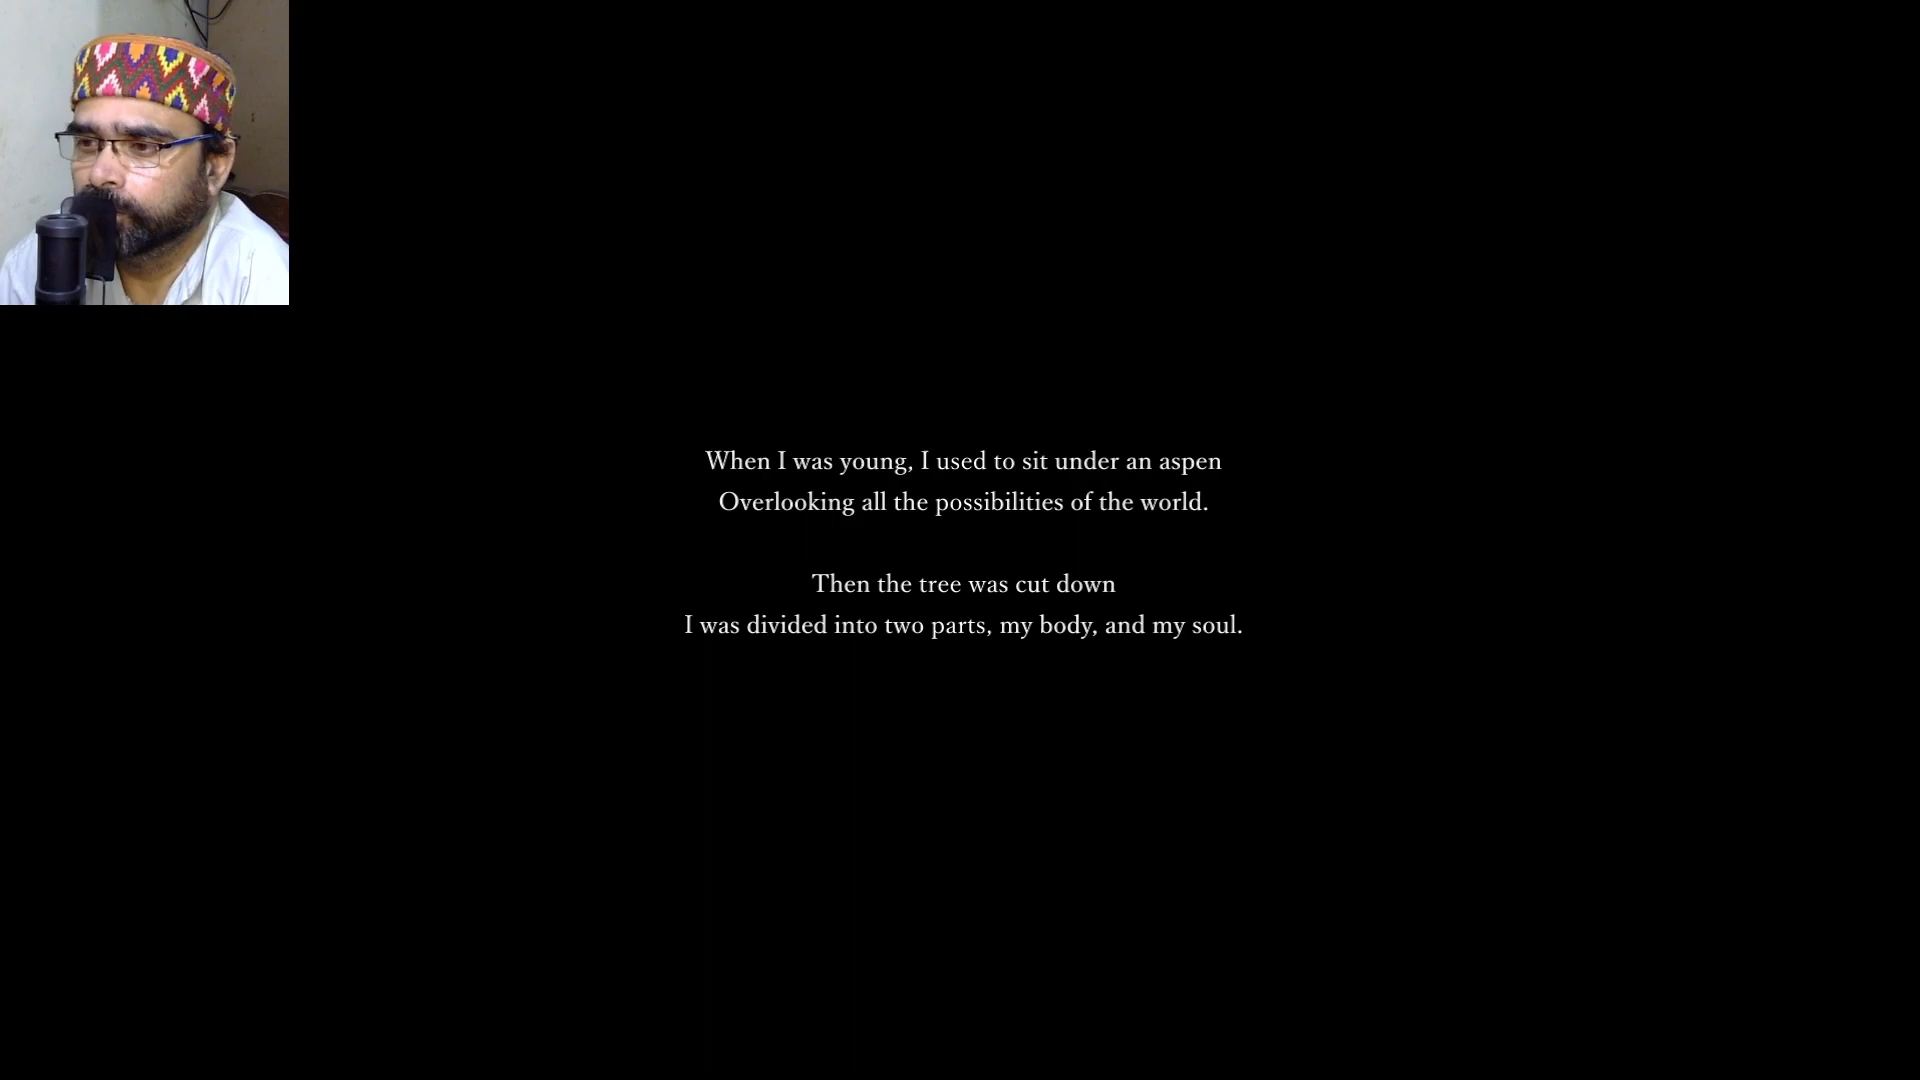 When I was young, I used to sit under an aspen
Overlooking all the possibilities of the world.
Then the tree was cut down
I was divided into two parts, my body, and my soul.